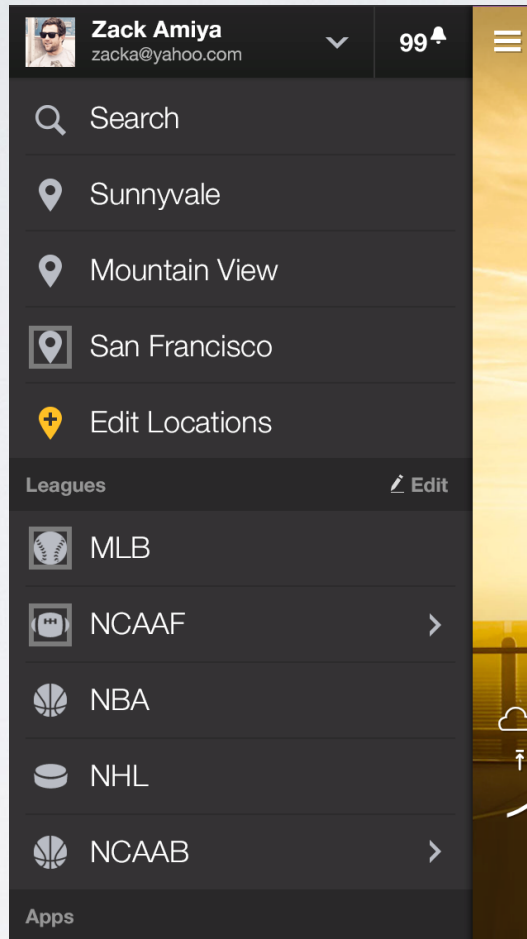 Zack Amiya
zacka@yahoo.com
99
Search
Sunnyvale
Mountain View
San Francisco
Edit Locations
Leagues Edit
MLB
NCAAF
NBA
NHL
NCAAB
Apps